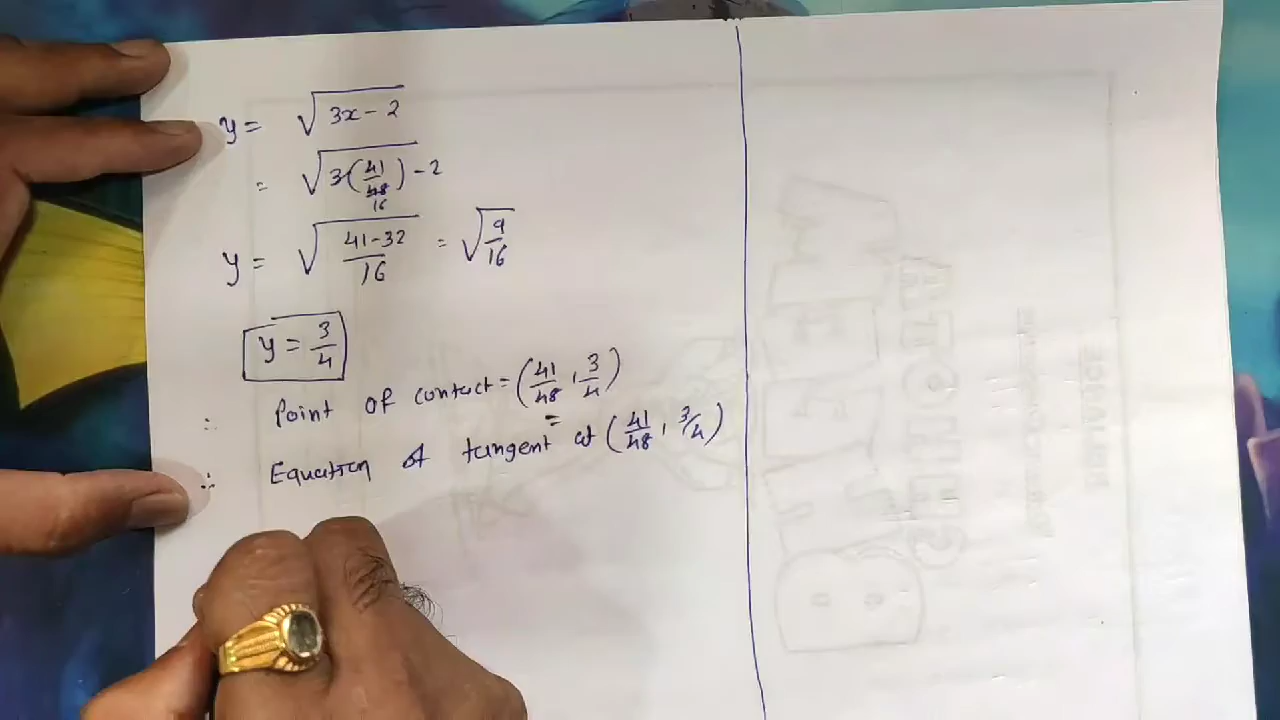 y = √(3x - 2)
= √(3(41/48) - 2)
16
y = √((41-32)/16) = √(9/16)
y = 3/4
∴ Point of contact = (41/48, 3/4)
∴ Equation of tangent at (41/48, 3/4)